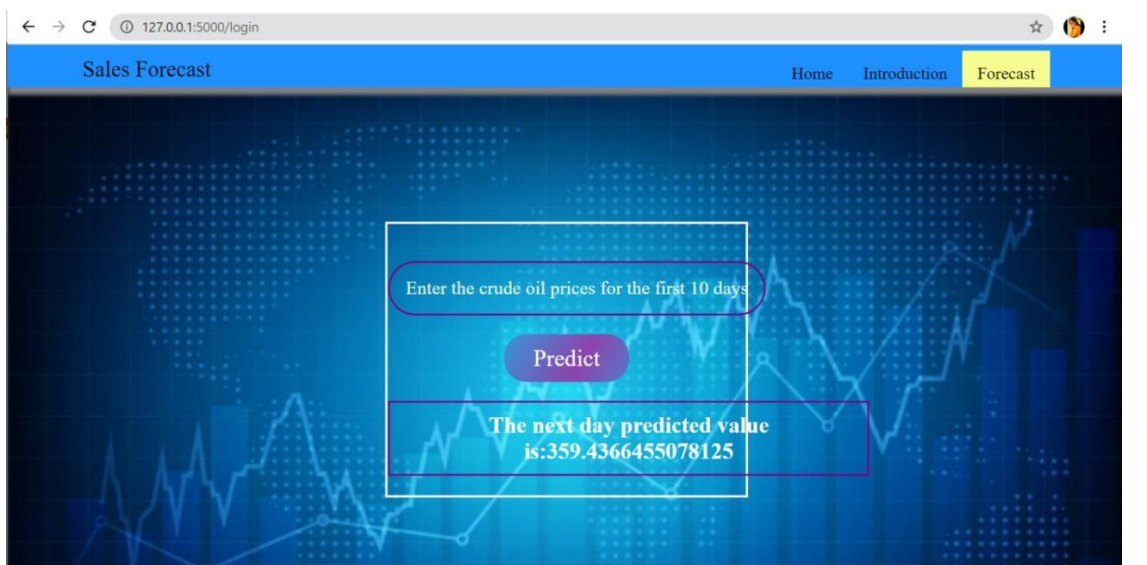 127.0.0.1:5000/login
Sales Forecast
Home Introduction Forecast
Enter the crude oil prices for the first 10 days
Predict
The next day predicted value
is:359.4366455078125